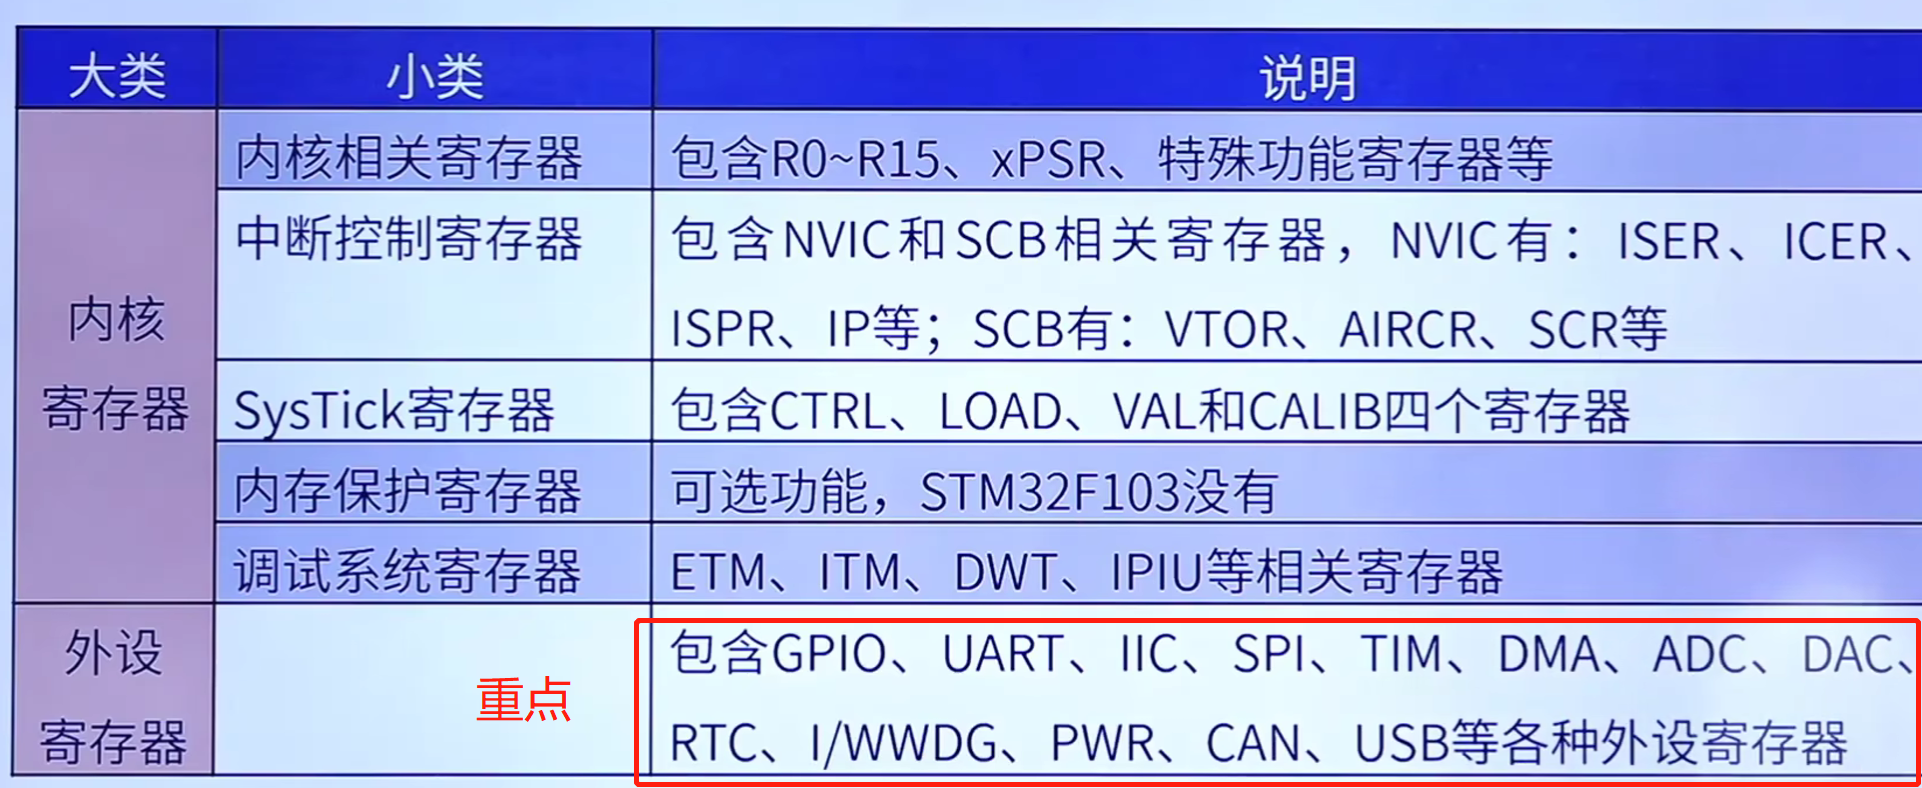 大类 小类 说明
内核相关寄存器 包含R0~R15、xPSR、特殊功能寄存器等
中断控制寄存器 包含NVIC和SCB相关寄存器，NVIC有：ISER、ICER、
ISPR、IP等；SCB有：VTOR、AIRCR、SCR等
内核
寄存器
SysTick寄存器 包含CTRL、LOAD、VAL和CALIB四个寄存器
内存保护寄存器 可选功能，STM32F103没有
调试系统寄存器 ETM、ITM、DWT、IPIU等相关寄存器
外设
寄存器
重点
包含GPIO、UART、IIC、SPI、TIM、DMA、ADC、DAC、
RTC、I/WWDG、PWR、CAN、USB等各种外设寄存器